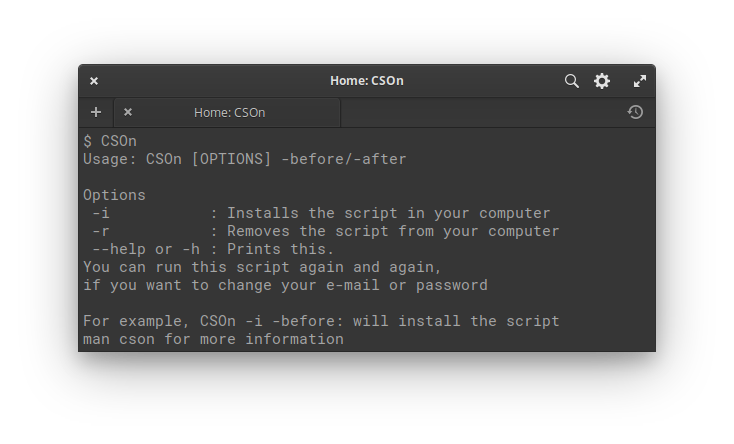 Home: CSOn
Home: CSOn
$ CSOn
Usage: CSOn [OPTIONS] -before/-after
Options
-i : Installs the script in your computer
-r : Removes the script from your computer
--help or -h : Prints this.
You can run this script again and again,
if you want to change your e-mail or password
For example, CSOn -i -before: will install the script
man cson for more information